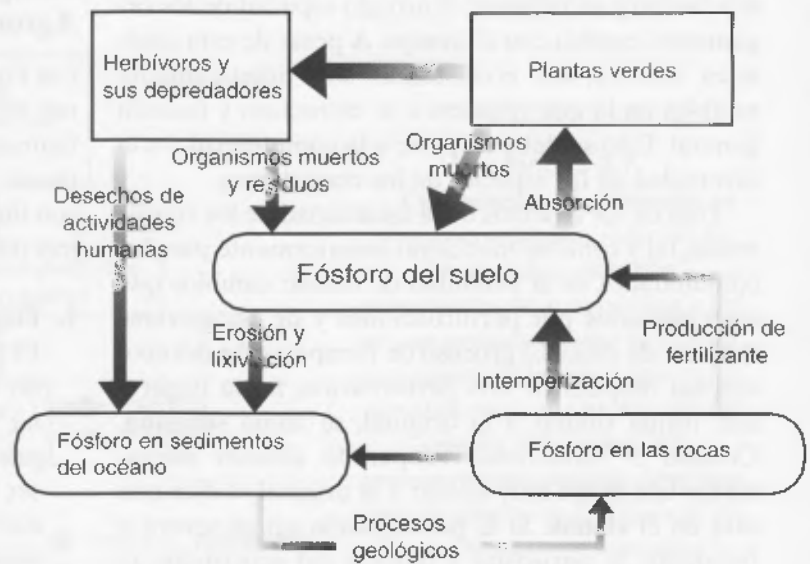 Herbívoros y
sus depredadores
Plantas verdes
Organismos muertos
y residuos
Organismos
muertos
Desechos de
actividades
humanas
Absorción
Fósforo del suelo
Erosión y
lixiviación
Intemperización
Producción de
fertilizante
Fósforo en sedimentos
del océano
Fósforo en las rocas
Procesos
geológicos